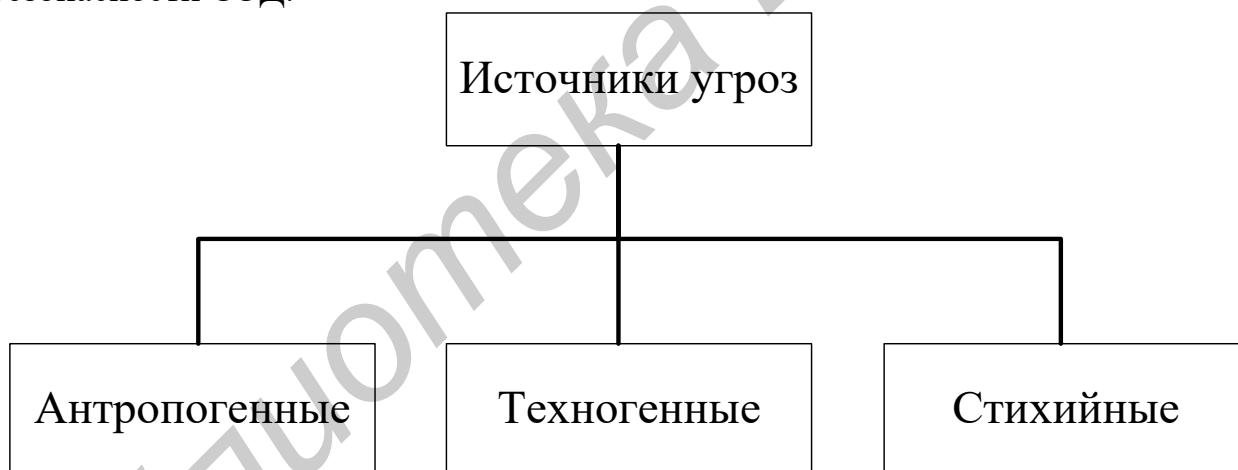 Источники угроз
Антропогенные
Техногенные
Стихийные